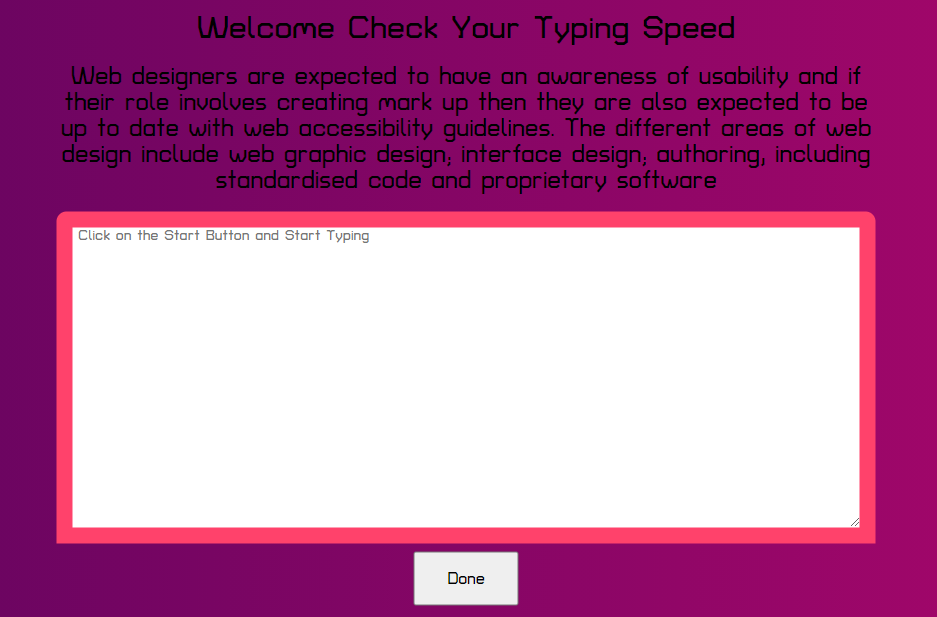 Welcome Check Your Typing Speed
Web designers are expected to have an awareness of usability and if
their role involves creating mark up then they are also expected to be
up to date with web accessibility guidelines. The different areas of web
design include web graphic design; interface design; authoring, including
standardised code and proprietary software
Click on the Start Button and Start Typing
Done